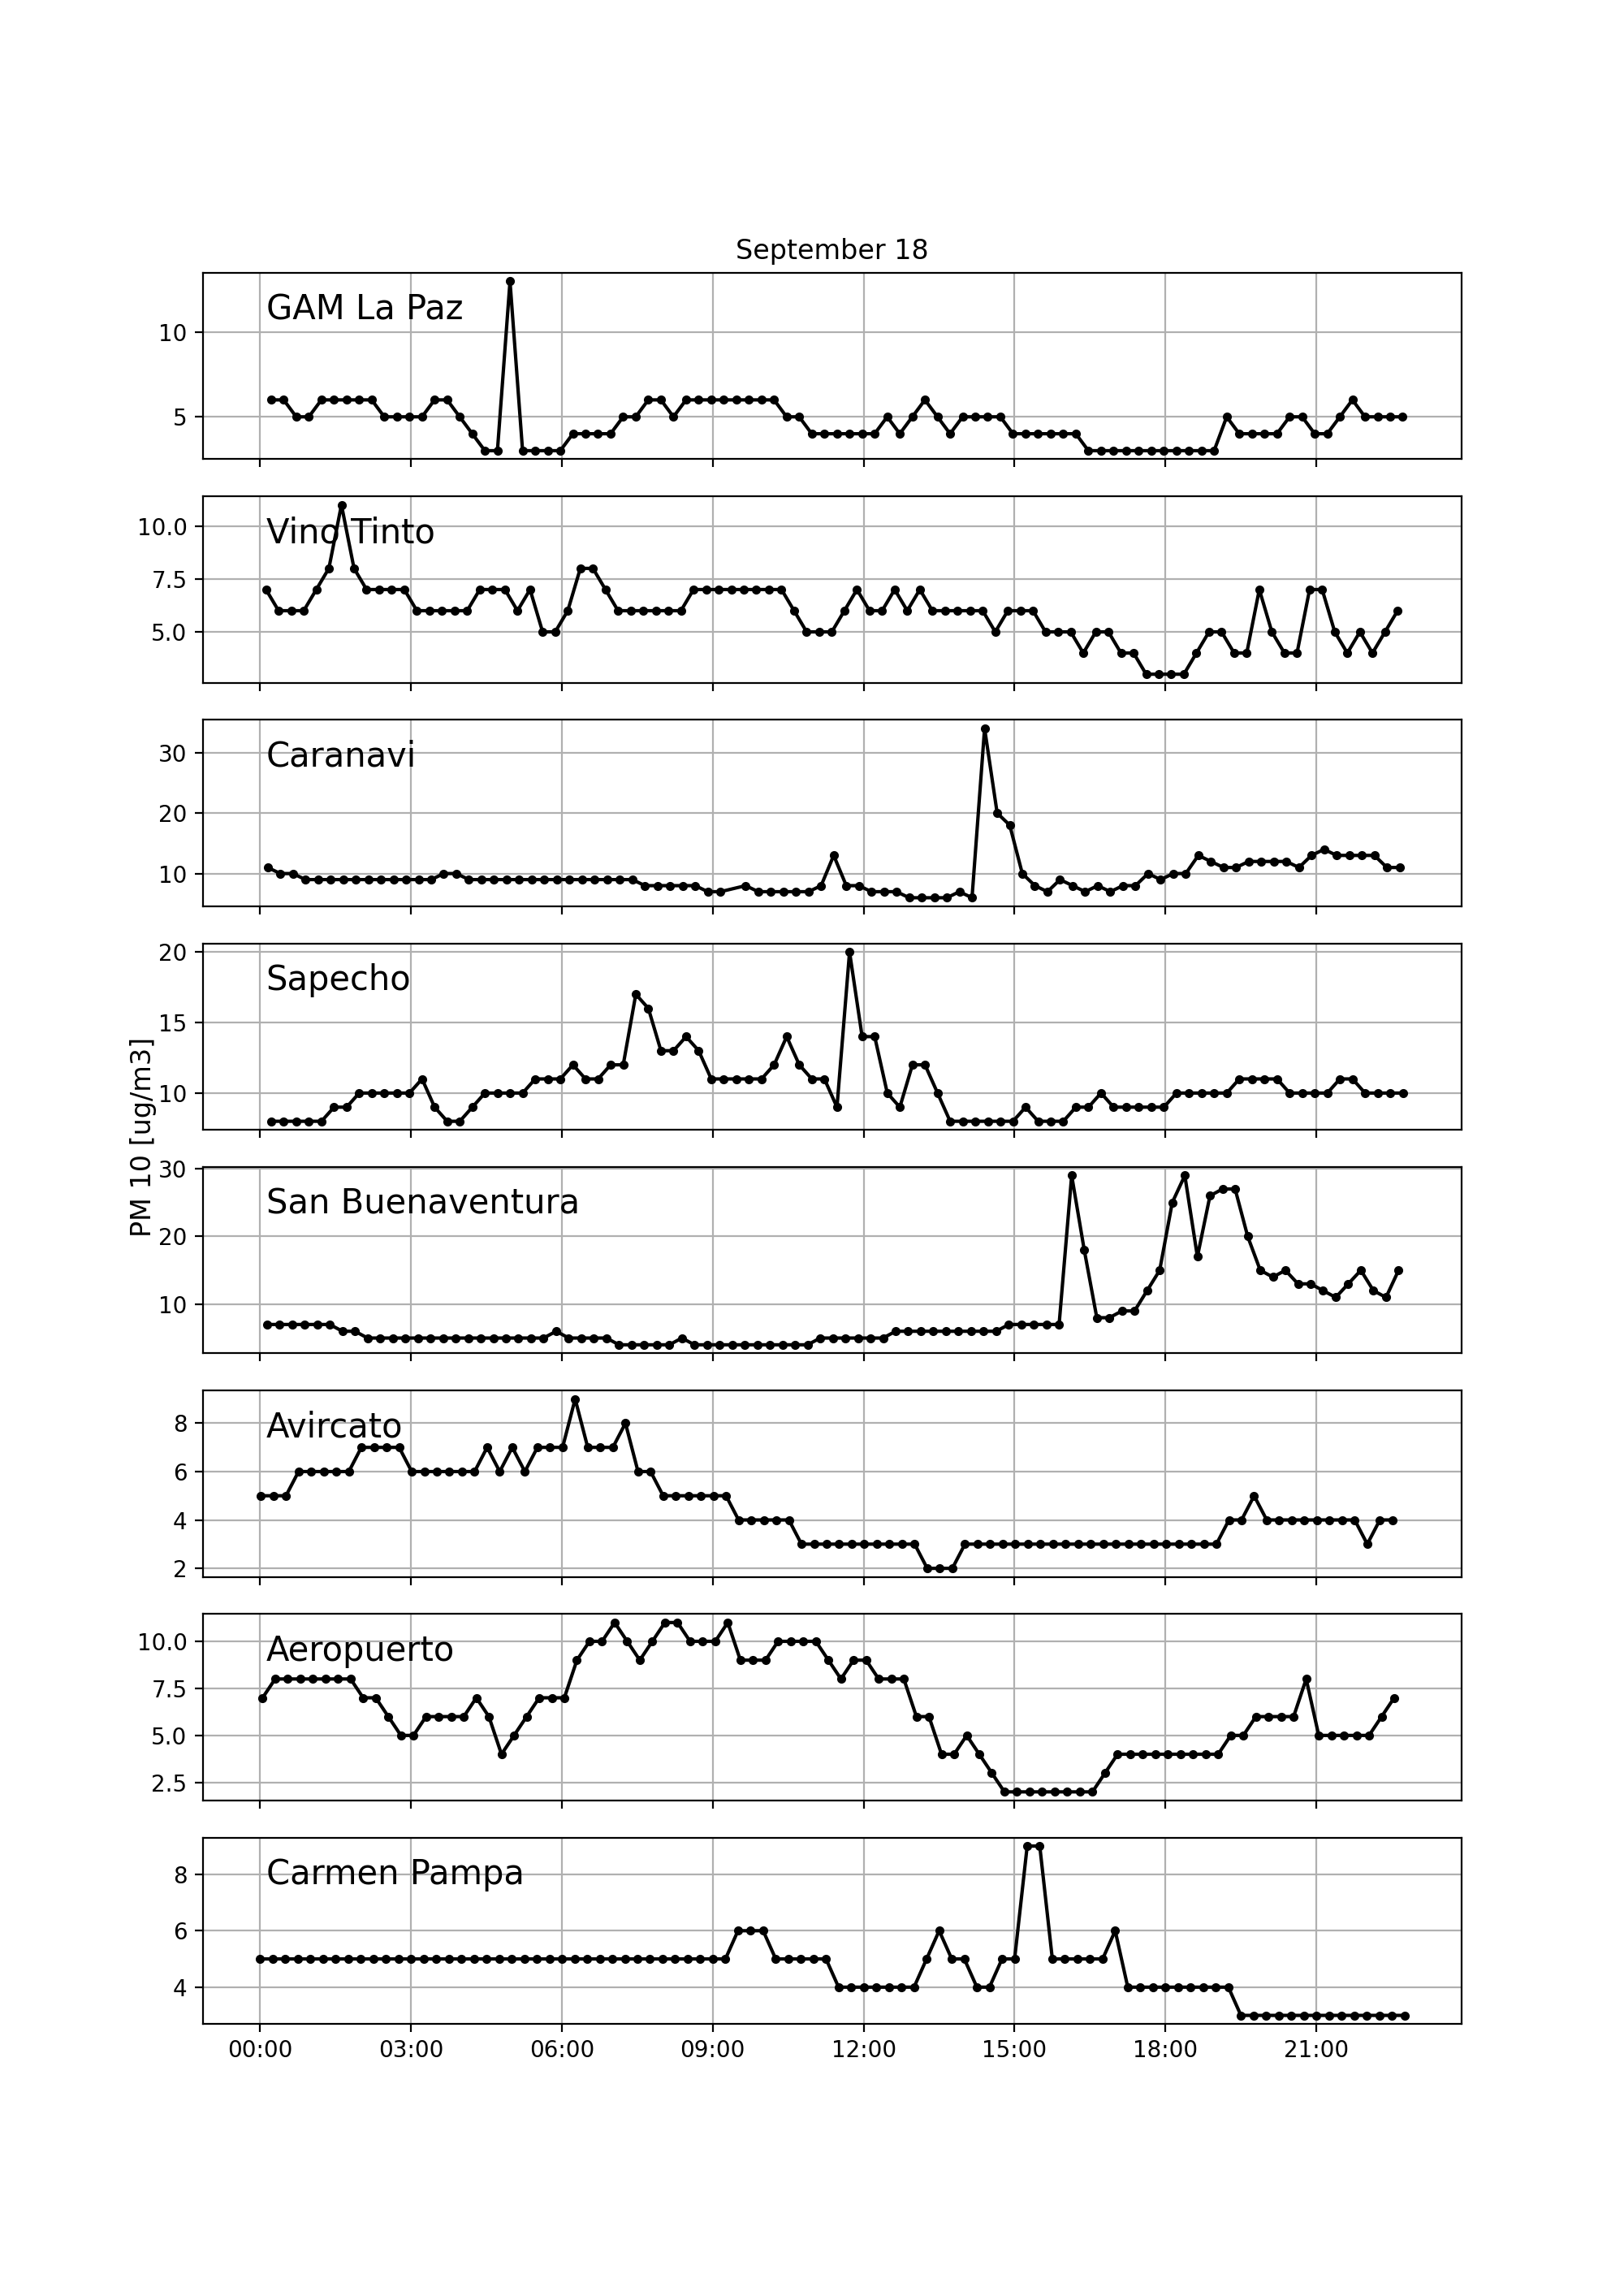 September 18
GAM La Paz
10
5
Vino Tinto
10.0
7.5
5.0
Caranavi
30
20
10
Sapecho
20
15
10
PM 10 [ug/m3]
San Buenaventura
30
20
10
Avircato
8
6
4
2
Aeropuerto
10.0
7.5
5.0
2.5
Carmen Pampa
8
6
4
00:00 03:00 06:00 09:00 12:00 15:00 18:00 21:00